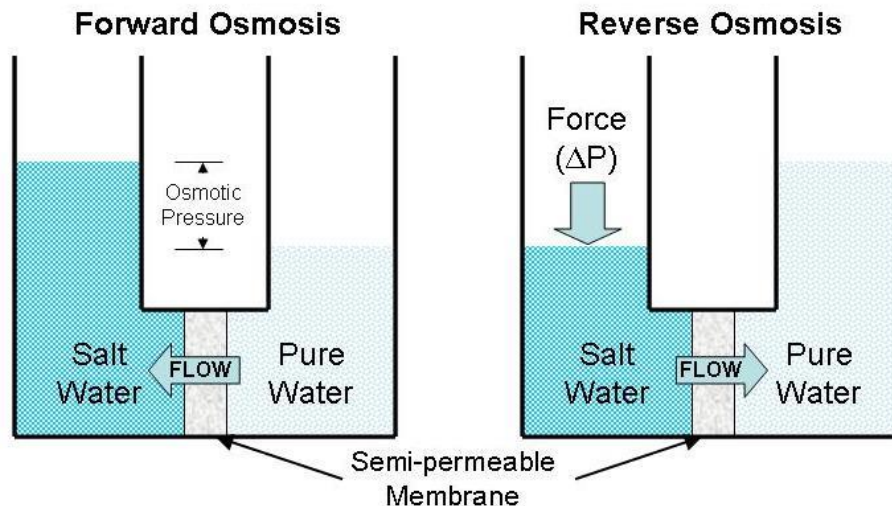 Forward Osmosis
Osmotic
Pressure
Salt
Water
FLOW
Pure
Water
Reverse Osmosis
Force
(ΔP)
Salt
Water
FLOW
Pure
Water
Semi-permeable
Membrane